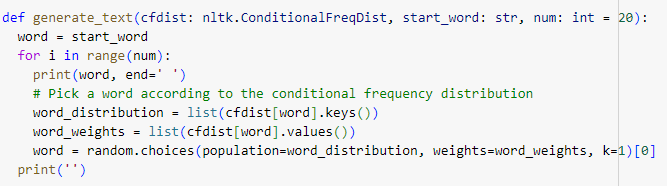 def generate_text(cfdist: nltk.ConditionalFreqDist, start_word: str, num: int = 20):
  word = start_word
  for i in range(num):
    print(word, end=' ')
    # Pick a word according to the conditional frequency distribution
    word_distribution = list(cfdist[word].keys())
    word_weights = list(cfdist[word].values())
    word = random.choices(population=word_distribution, weights=word_weights, k=1)[0]
  print('')